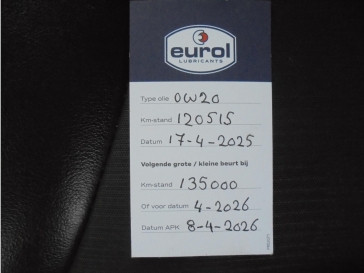 eurol
LUBRICANTS
Type olie 0W20
Km-stand 120515
Datum 17-4-2025
Volgende grote / kleine beurt bij
Km-stand 135000
Of voor datum 4-2026
Datum APK 8-4-2026